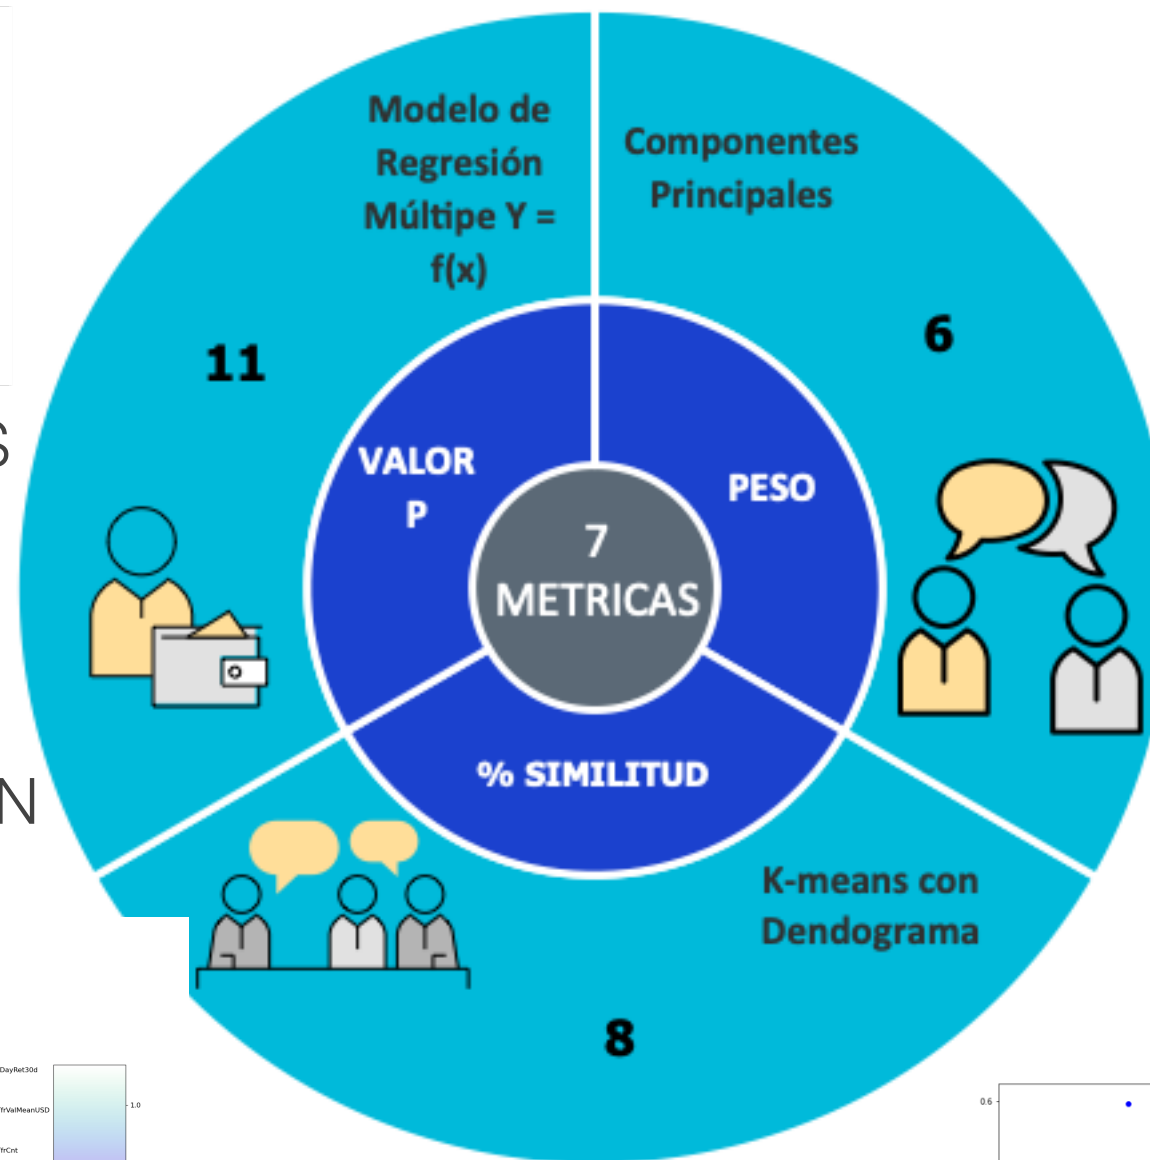 Modelo de
Regresión
Múltipe Y =
f(x)
Componentes
Principales
11
6
S
VALOR
P
PESO
7
METRICAS
% SIMILITUD
N
K-means con
Dendograma
8
DayRet30d
1.0
frValMeanUSD
frCnt
0.6